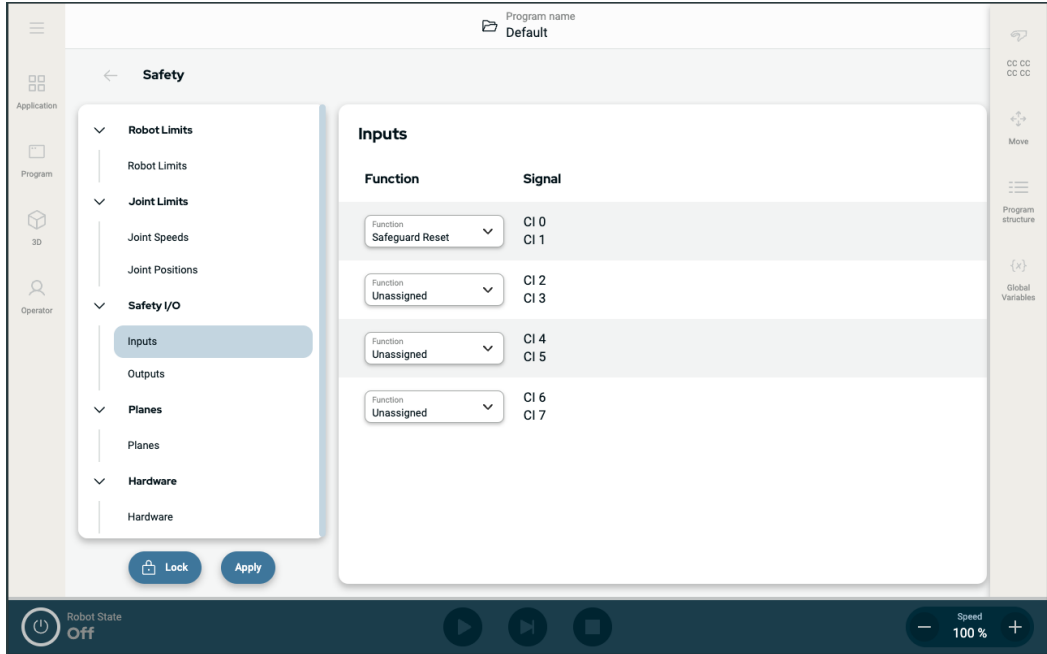 Program name
Default
Application
Program
3D
Operator
Safety
Robot Limits
Robot Limits
Joint Limits
Joint Speeds
Joint Positions
Safety I/O
Inputs
Outputs
Planes
Planes
Hardware
Hardware
Lock
Apply
Inputs
Function
Signal
Function
Safeguard Reset
CI 0
CI 1
Function
Unassigned
CI 2
CI 3
Function
Unassigned
CI 4
CI 5
Function
Unassigned
CI 6
CI 7
CC CC
CC CC
Move
Program
structure
{x}
Global
Variables
Robot State
Off
Speed
100 %